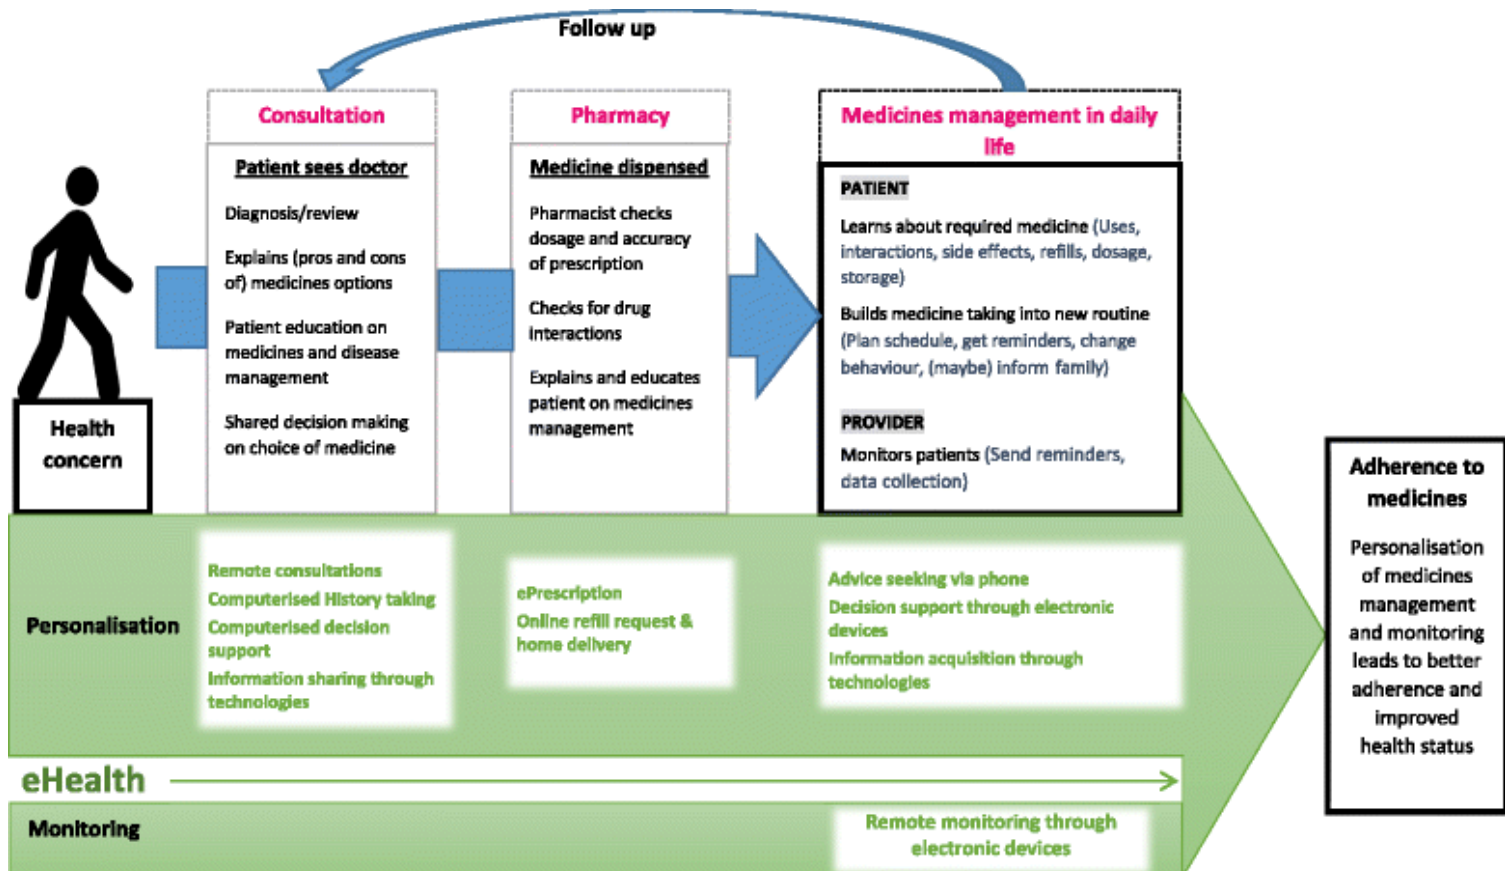 Follow up
Consultation
Patient sees doctor
Diagnosis/review
Explains (pros and cons
of) medicines options
Patient education on
medicines and disease
management
Shared decision making
on choice of medicine
Pharmacy
Medicine dispensed
Pharmacist checks
dosage and accuracy
of prescription
Checks for drug
interactions
Explains and educates
patient on medicines
management
Medicines management in daily
life
PATIENT
Learns about required medicine (Uses,
interactions, side effects, refills, dosage,
storage)
Builds medicine taking into new routine
(Plan schedule, get reminders, change
behaviour, (maybe) inform family)
PROVIDER
Monitors patients (Send reminders,
data collection)
Health
concern
Adherence to
medicines
Personalisation
of medicines
management
and monitoring
leads to better
adherence and
improved
health status
Personalisation
Remote consultations
Computerised History taking
Computerised decision
support
Information sharing through
technologies
ePrescription
Online refill request &
home delivery
Advice seeking via phone
Decision support through electronic
devices
Information acquisition through
technologies
eHealth
Monitoring
Remote monitoring through
electronic devices